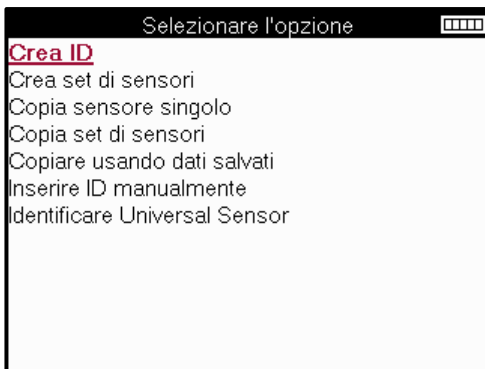 Selezionare l'opzione
Crea ID
Crea set di sensori
Copia sensore singolo
Copia set di sensori
Copiare usando dati salvati
Inserire ID manualmente
Identificare Universal Sensor